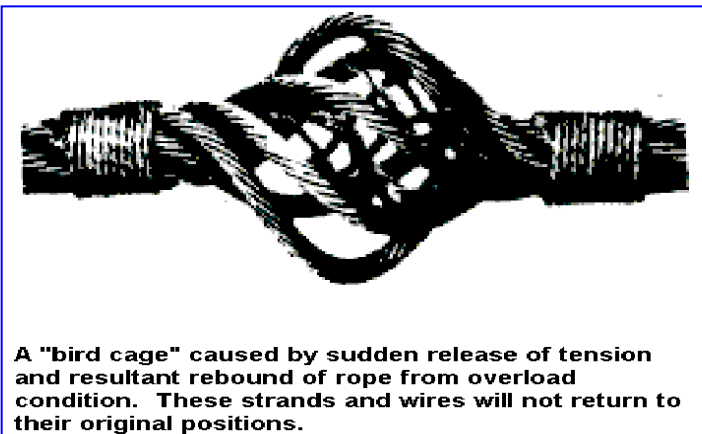 A "bird cage" caused by sudden release of tension
and resultant rebound of rope from overload
condition.  These strands and wires will not return to
their original positions.